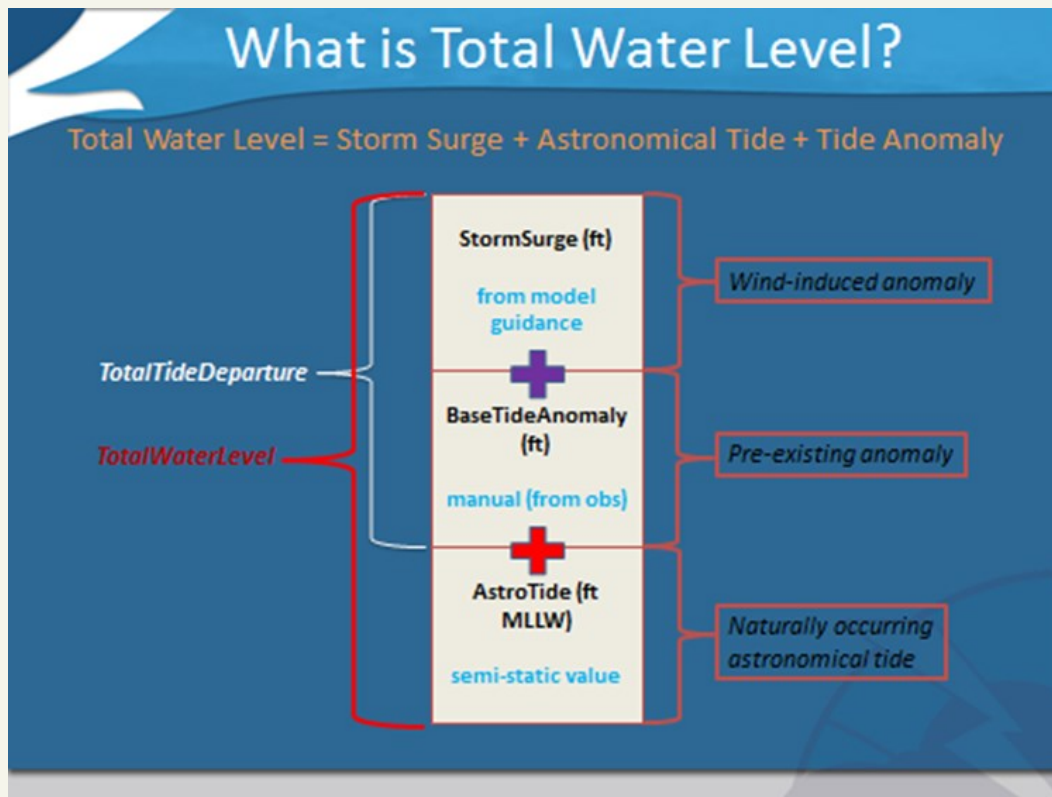 What is Total Water Level?
Total Water Level = Storm Surge + Astronomical Tide + Tide Anomaly
StormSurge (ft)
from model
guidance
Wind-induced anomaly
TotalTideDeparture
BaseTideAnomaly
(ft)
manual (from obs)
TotalWaterLevel
Pre-existing anomaly
AstroTide (ft
MLLW)
semi-static value
Naturally occurring
astronomical tide